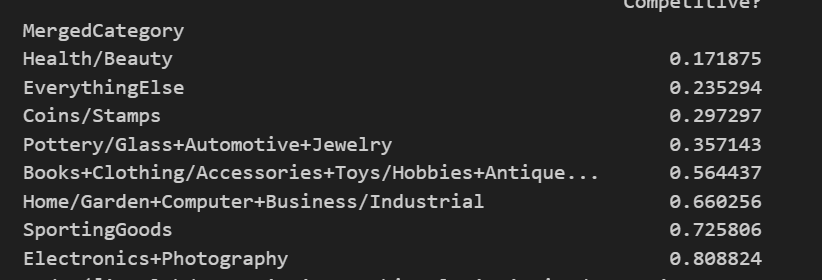 Competitive?
MergedCategory
Health/Beauty 0.171875
EverythingElse 0.235294
Coins/Stamps 0.297297
Pottery/Glass+Automotive+Jewelry 0.357143
Books+Clothing/Accessories+Toys/Hobbies+Antique... 0.564437
Home/Garden+Computer+Business/Industrial 0.660256
SportingGoods 0.725806
Electronics+Photography 0.808824